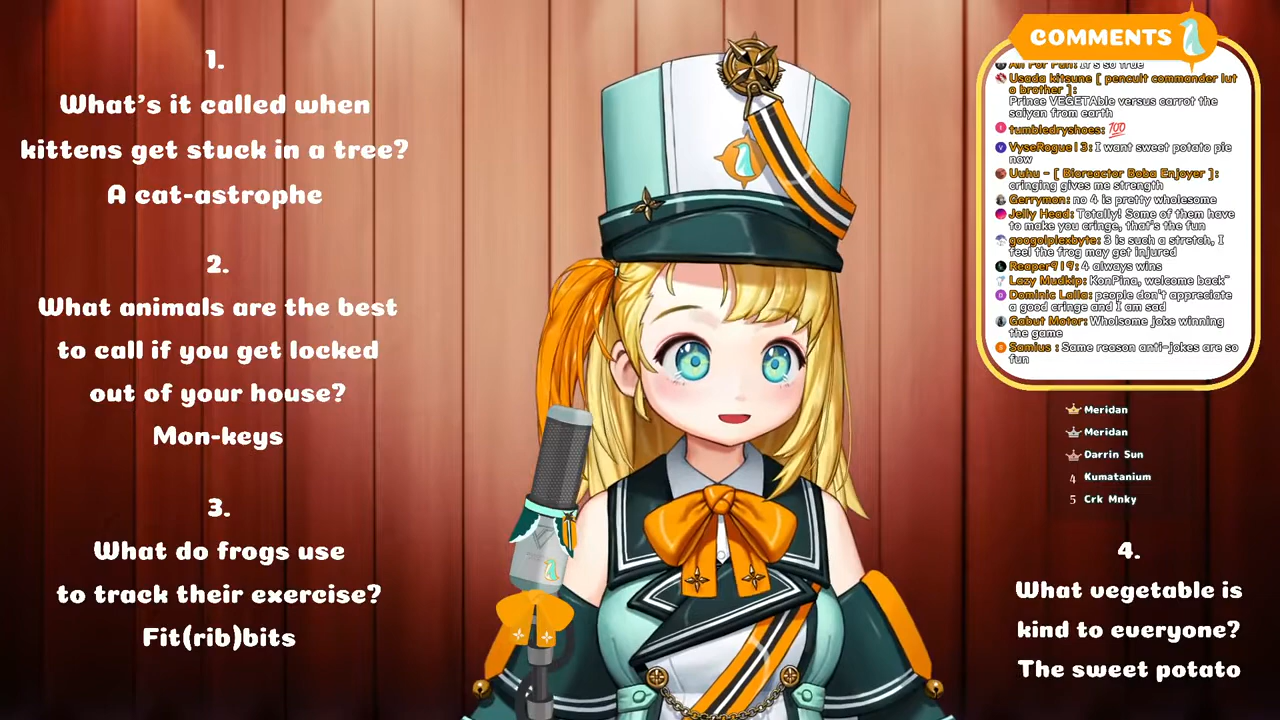 1.
What's it called when
kittens get stuck in a tree?
A cat-astrophe
2.
What animals are the best
to call if you get locked
out of your house?
Mon-keys
3.
What do frogs use
to track their exercise?
Fit(rib)bits
COMMENTS
It's so true
Usada kitsune [ pencuit commander lut
o brother ]:
Prince VEGETAble versus carrot the
saiyan from earth
tumbledryshoes: 💯
VyseRogue13: I want sweet potato pie
now
Uuhu - [ Bioreactor Boba Enjoyer ]:
cringing gives me strength
Gerrymon: no 4 is pretty wholesome
Jelly Head: Totally! Some of them have
to make you cringe, that's the fun
googolplexbyte: 3 is such a stretch, I
feel the frog may get injured
Reaper919: 4 always wins
Lazy Mudkip: KonPina, welcome back~
Dominic Lalla: people don't appreciate
a good cringe and I am sad
Gabut Motor: Wholsome joke winning
the game
Samius : Same reason anti-jokes are so
fun
Meridan
Meridan
Darrin Sun
4 Kumatanium
5 Crk Mnky
4.
What vegetable is
kind to everyone?
The sweet potato